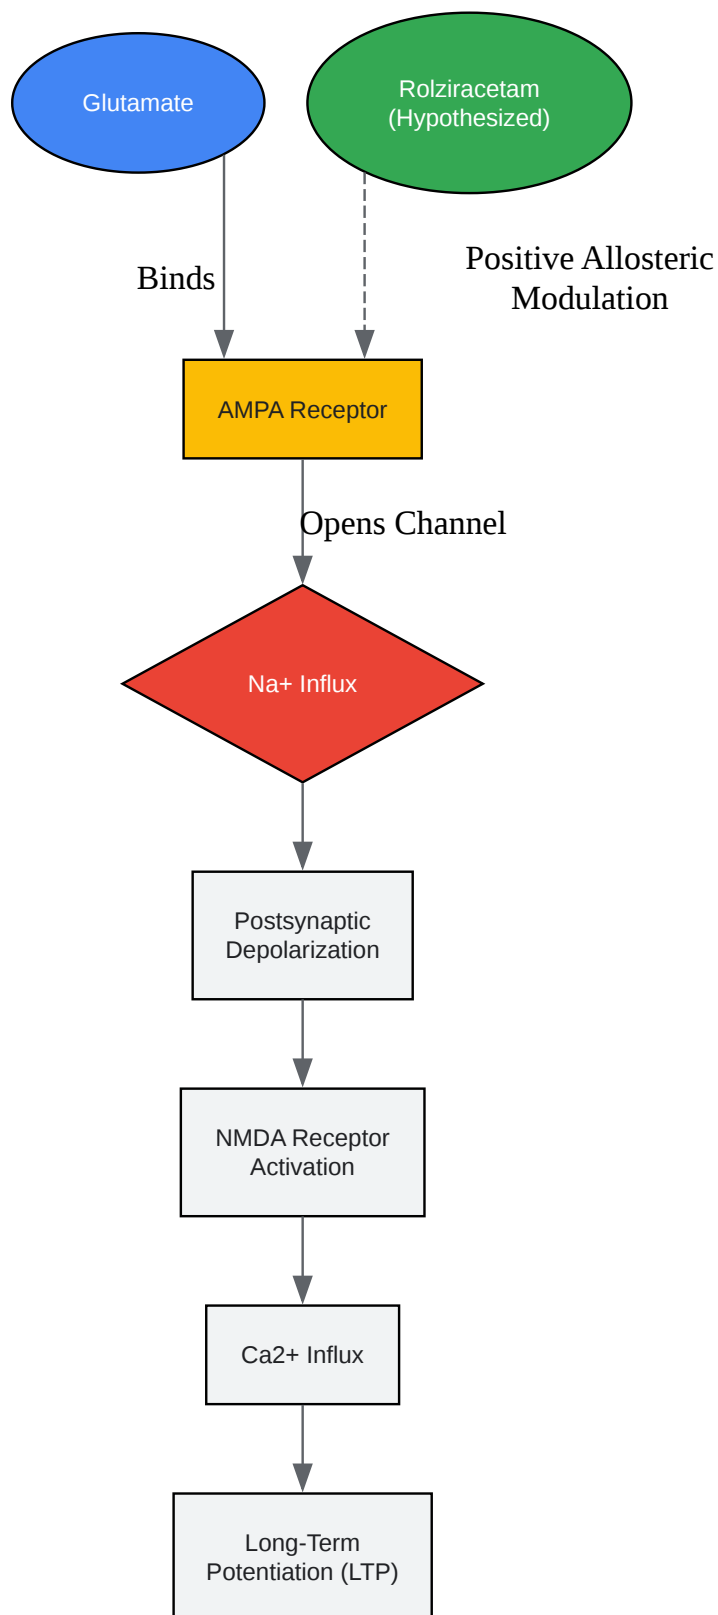 Glutamate
Rolziracetam
(Hypothesized)
Binds
Positive Allosteric
Modulation
AMPA Receptor
Opens Channel
Na+ Influx
Postsynaptic
Depolarization
NMDA Receptor
Activation
Ca2+ Influx
Long-Term
Potentiation (LTP)